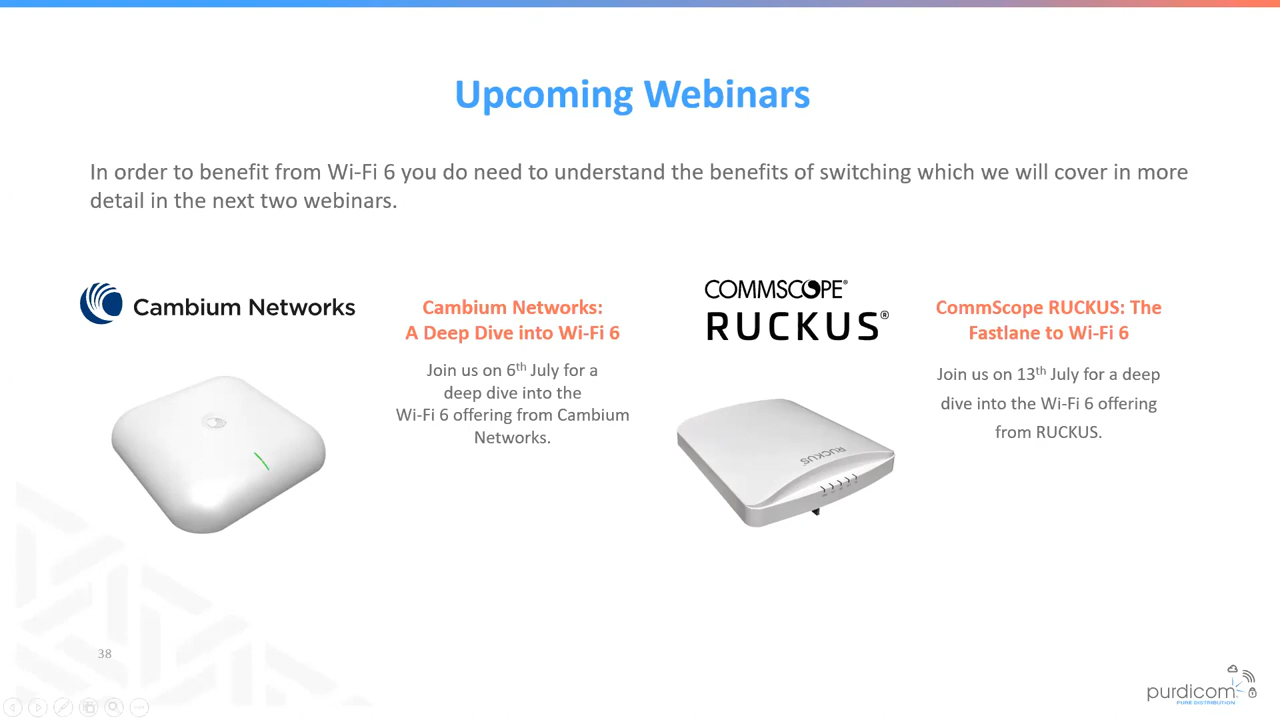 Upcoming Webinars
In order to benefit from Wi-Fi 6 you do need to understand the benefits of switching which we will cover in more
detail in the next two webinars.
Cambium Networks
Cambium Networks:
A Deep Dive into Wi-Fi 6
Join us on 6th July for a
deep dive into the
Wi-Fi 6 offering from Cambium
Networks.
COMMSCOPE®
RUCKUS®
CommScope RUCKUS: The
Fastlane to Wi-Fi 6
Join us on 13th July for a deep
dive into the Wi-Fi 6 offering
from RUCKUS.
RUCKUS
38
purdicom
PURE DISTRIBUTION